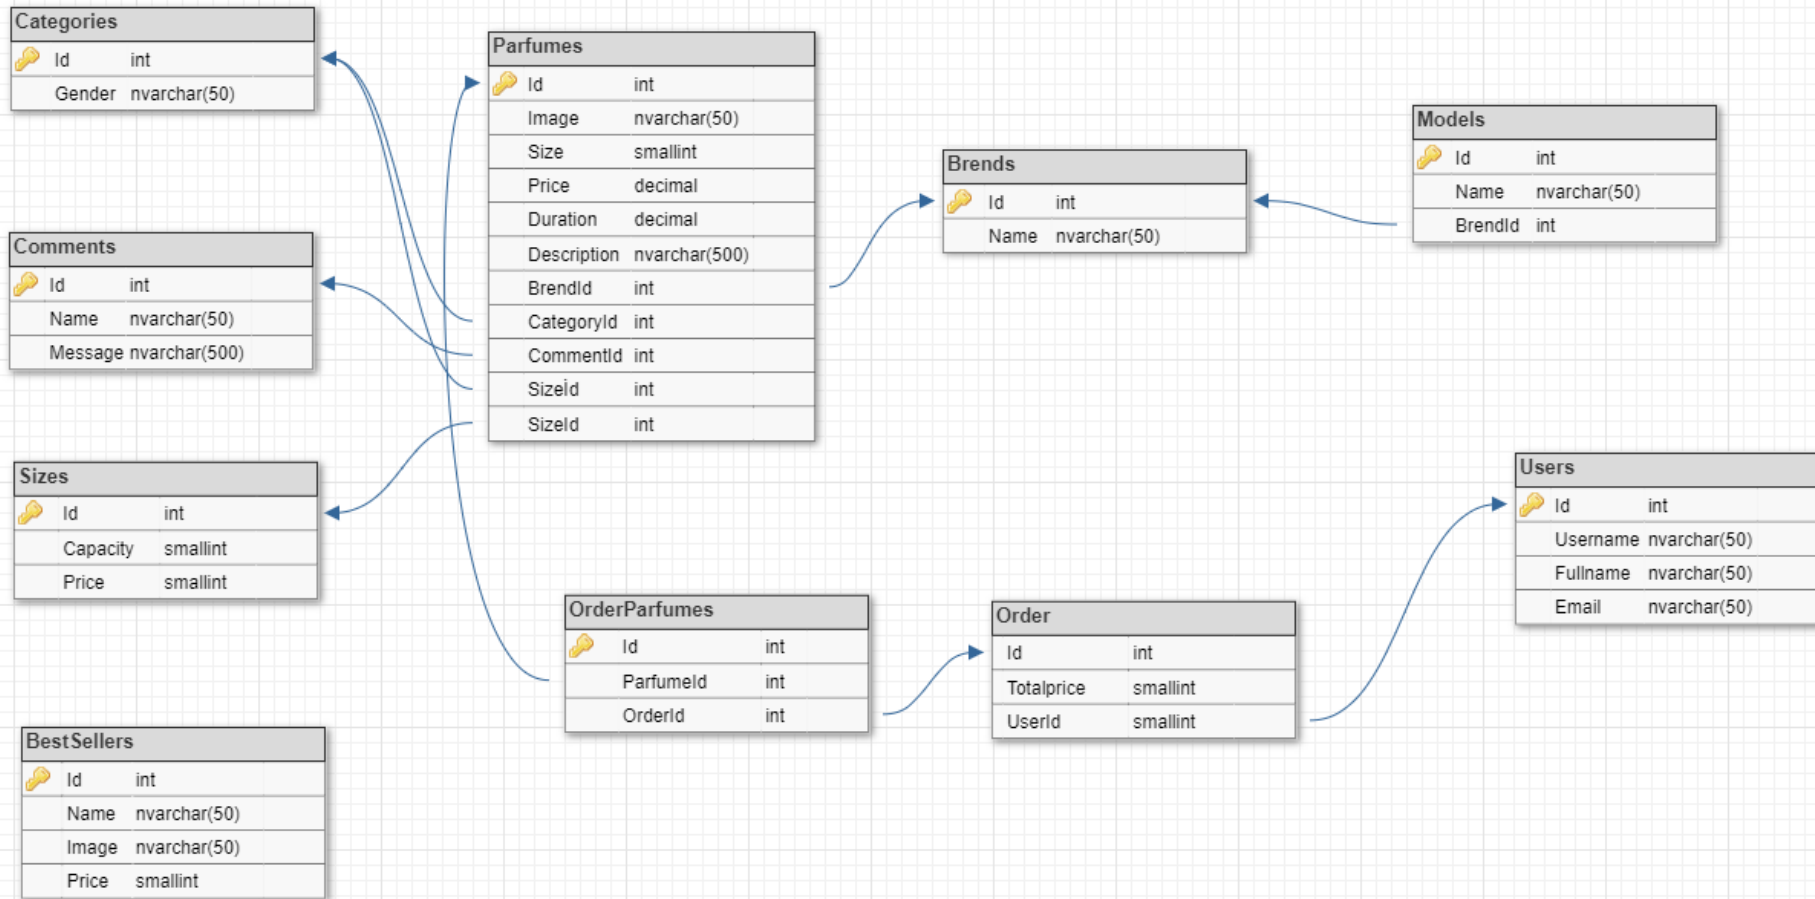 Categories
Id int
Gender nvarchar(50)
Parfumes
Id int
Image nvarchar(50)
Size smallint
Price decimal
Duration decimal
Description nvarchar(500)
BrendId int
CategoryId int
CommentId int
Sizeİd int
SizeId int
Brends
Id int
Name nvarchar(50)
Models
Id int
Name nvarchar(50)
BrendId int
Comments
Id int
Name nvarchar(50)
Message nvarchar(500)
Sizes
Id int
Capacity smallint
Price smallint
Users
Id int
Username nvarchar(50)
Fullname nvarchar(50)
Email nvarchar(50)
OrderParfumes
Id int
ParfumeId int
OrderId int
Order
Id int
Totalprice smallint
UserId smallint
BestSellers
Id int
Name nvarchar(50)
Image nvarchar(50)
Price smallint